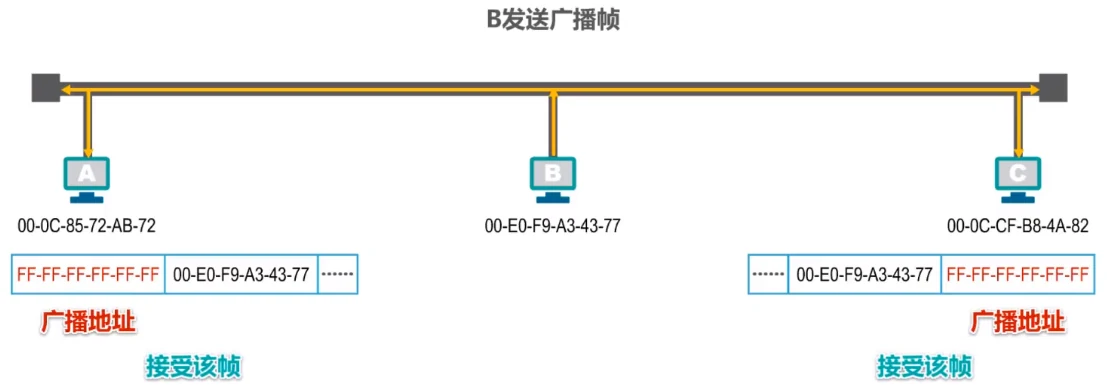 B发送广播帧
A
B
C
00-0C-85-72-AB-72
00-E0-F9-A3-43-77
00-0C-CF-B8-4A-82
FF-FF-FF-FF-FF-FF 00-E0-F9-A3-43-77 ······
······ 00-E0-F9-A3-43-77 FF-FF-FF-FF-FF-FF
广播地址
广播地址
接受该帧
接受该帧